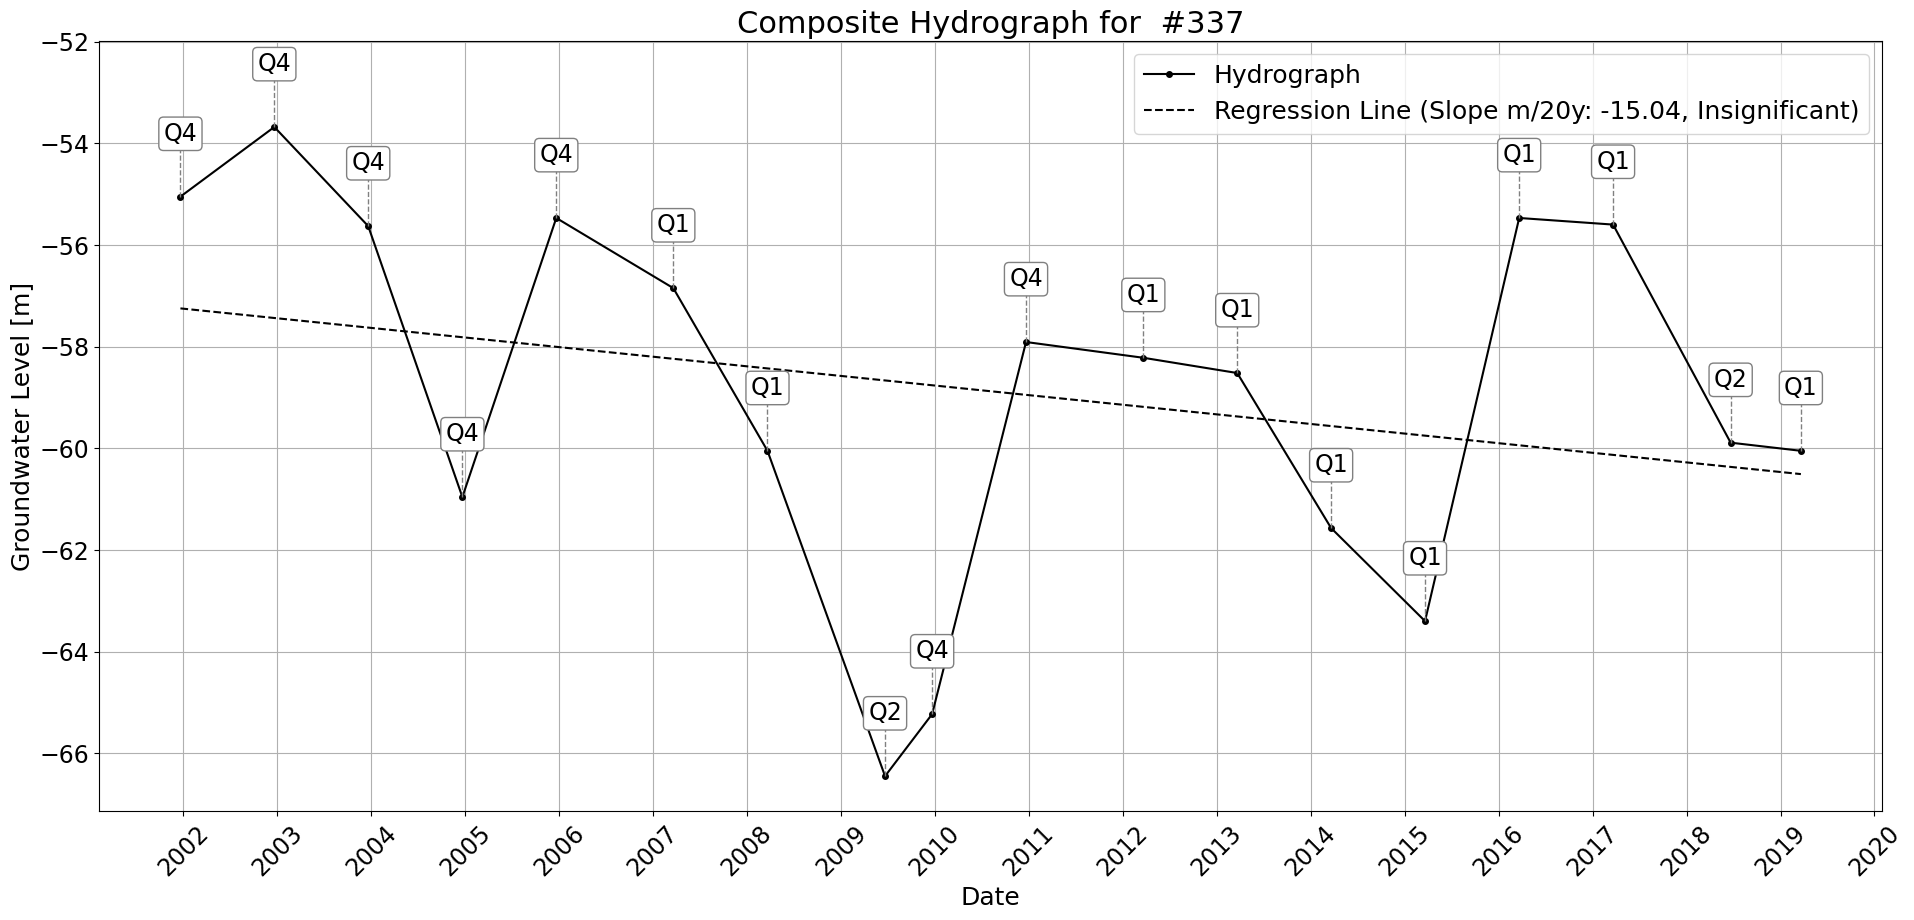 Composite Hydrograph for  #337
Hydrograph
Regression Line (Slope m/20y: -15.04, Insignificant)
Groundwater Level [m]
−52
−54
−56
−58
−60
−62
−64
−66
Q4
Q4
Q4
Q4
Q4
Q1
Q1
Q2
Q4
Q4
Q1
Q1
Q1
Q1
Q1
Q1
Q2
Q1
2002
2003
2004
2005
2006
2007
2008
2009
2010
2011
2012
2013
2014
2015
2016
2017
2018
2019
2020
Date